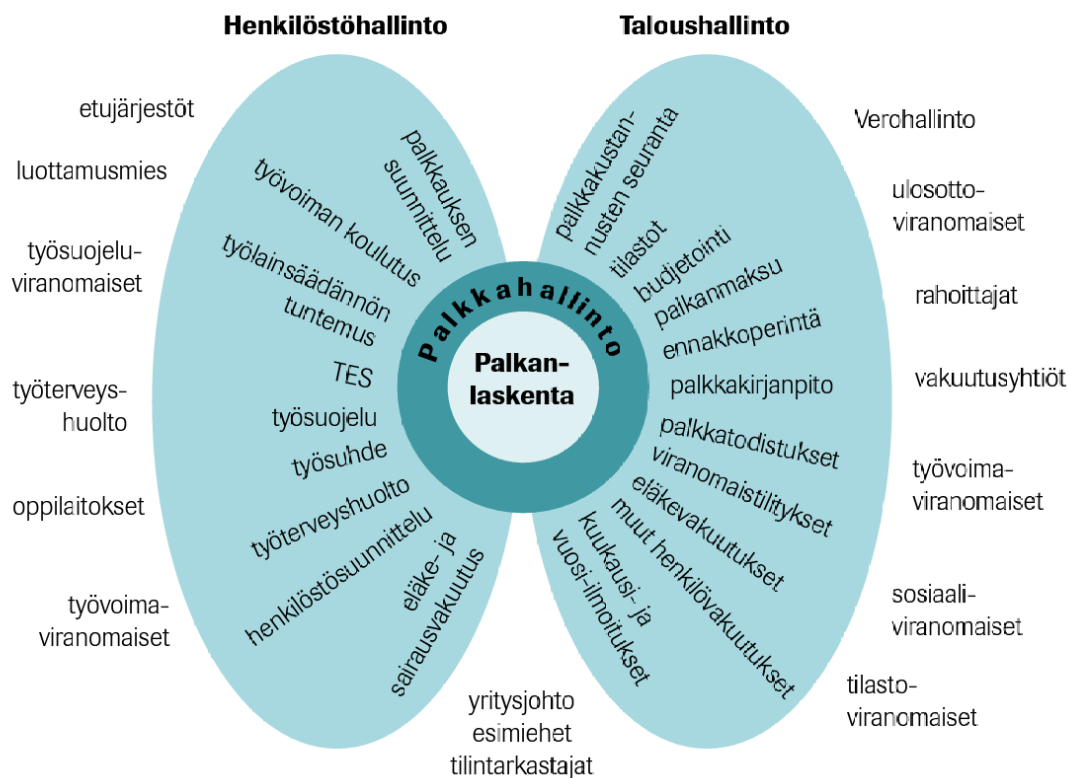 Henkilöstöhallinto
Taloushallinto
etujärjestöt
luottamusmies
työsuojelu-
viranomaiset
työterveys-
huolto
oppilaitokset
työvoima-
viranomaiset
palkkauksen
suunnittelu
työvoiman koulutus
työlainsäädännön
tuntemus
TES
työsuojelu
työsuhde
työterveyshuolto
henkilöstösuunnittelu
eläke- ja
sairausvakuutus
Palkkahallinto
Palkan-
laskenta
palkkakustan-
nusten seuranta
tilastot
budjetointi
palkanmaksu
ennakkoperintä
palkkakirjanpito
palkkatodistukset
viranomaistilitykset
eläkevakuutukset
muut henkilövakuutukset
kuukausi- ja
vuosi-ilmoitukset
Verohallinto
ulosotto-
viranomaiset
rahoittajat
vakuutusyhtiöt
työvoima-
viranomaiset
sosiaali-
viranomaiset
tilasto-
viranomaiset
yritysjohto
esimiehet
tilintarkastajat